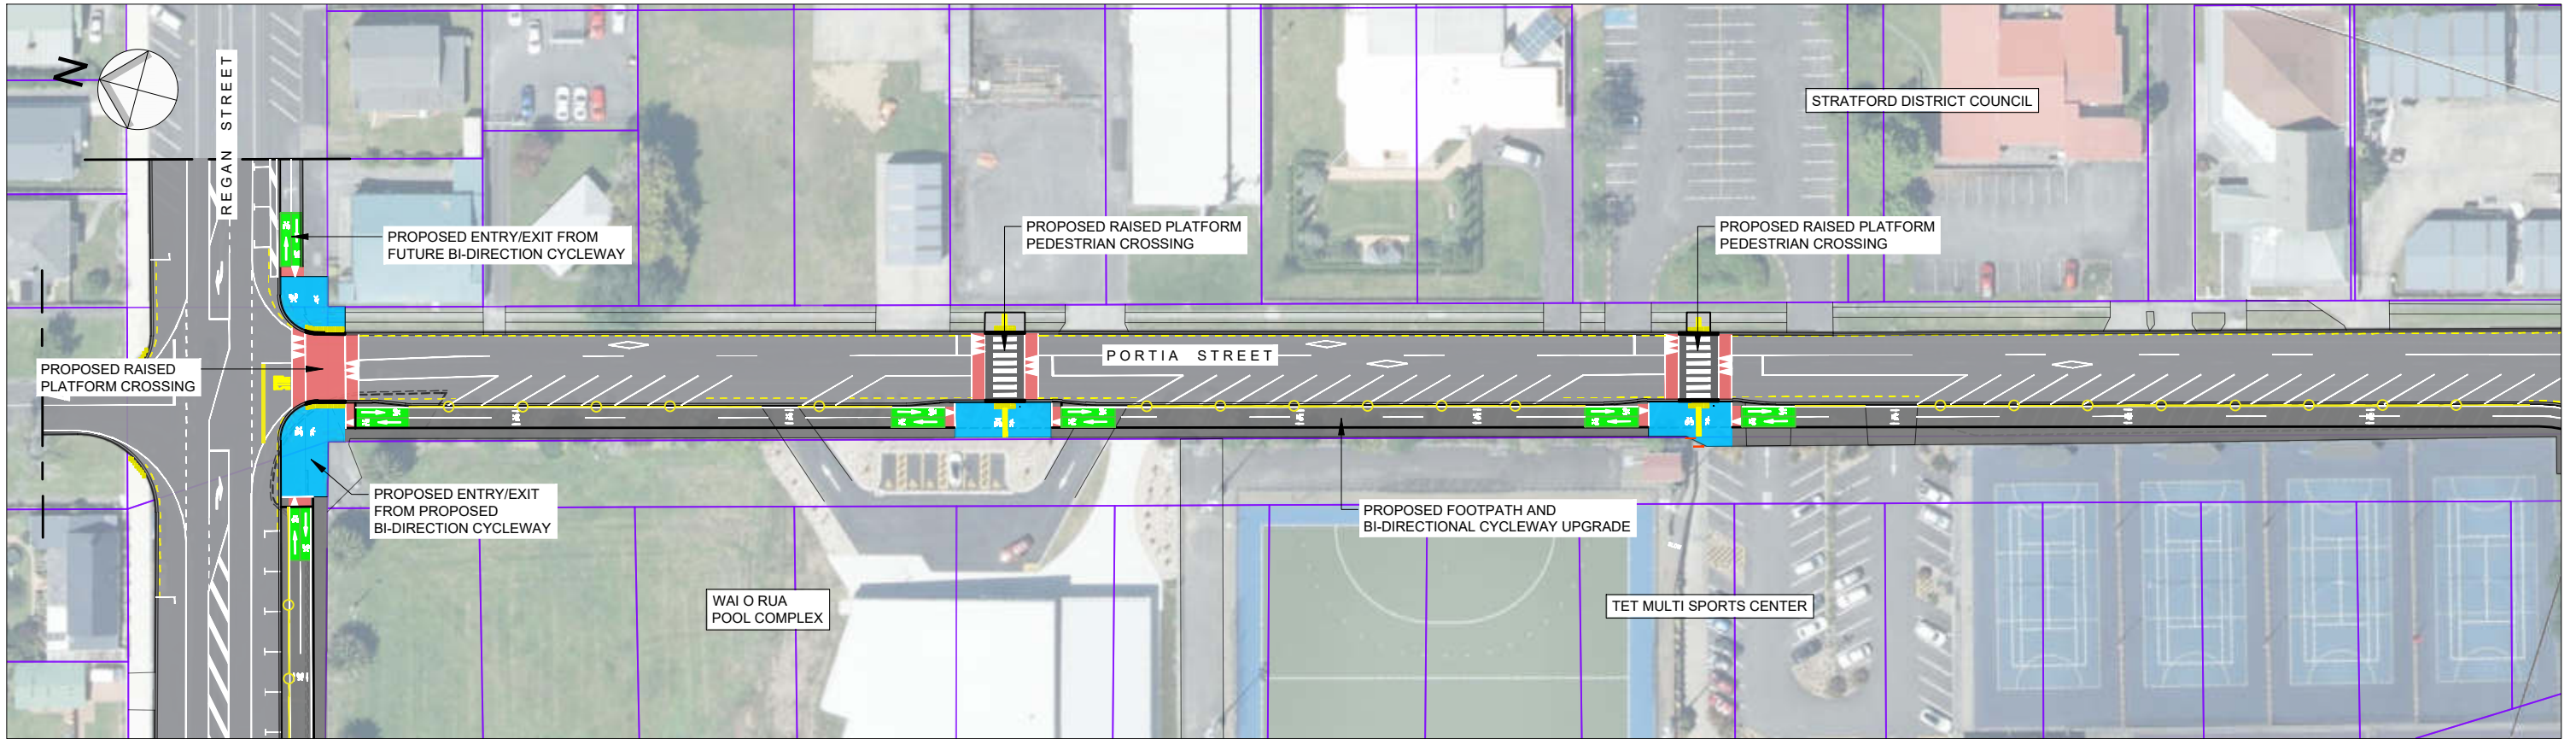 N
REGAN STREET
STRATFORD DISTRICT COUNCIL
PROPOSED ENTRY/EXIT FROM
FUTURE BI-DIRECTION CYCLEWAY
PROPOSED RAISED PLATFORM
PEDESTRIAN CROSSING
PROPOSED RAISED PLATFORM
PEDESTRIAN CROSSING
PROPOSED RAISED
PLATFORM CROSSING
PORTIA STREET
PROPOSED ENTRY/EXIT
FROM PROPOSED
BI-DIRECTION CYCLEWAY
PROPOSED FOOTPATH AND
BI-DIRECTIONAL CYCLEWAY UPGRADE
WAI O RUA
POOL COMPLEX
TET MULTI SPORTS CENTER